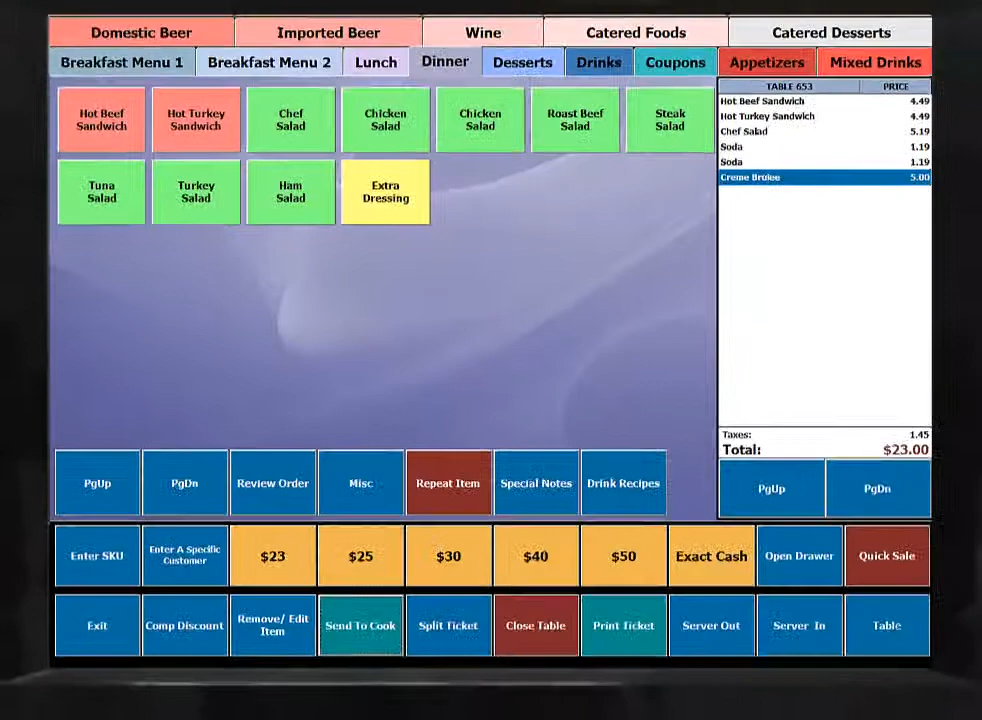 Domestic Beer
Imported Beer
Wine
Catered Foods
Catered Desserts
Breakfast Menu 1
Breakfast Menu 2
Lunch
Dinner
Desserts
Drinks
Coupons
Appetizers
Mixed Drinks
Hot Beef
Sandwich
Hot Turkey
Sandwich
Chef
Salad
Chicken
Salad
Chicken
Salad
Roast Beef
Salad
Steak
Salad
Tuna
Salad
Turkey
Salad
Ham
Salad
Extra
Dressing
TABLE 653 PRICE
Hot Beef Sandwich 4.49
Hot Turkey Sandwich 4.49
Chef Salad 5.19
Soda 1.19
Soda 1.19
Creme Brulee 5.00
Taxes: 1.45
Total: $23.00
PgUp
PgDn
Review Order
Misc
Repeat Item
Special Notes
Drink Recipes
PgUp
PgDn
Enter SKU
Enter A Specific
Customer
$23
$25
$30
$40
$50
Exact Cash
Open Drawer
Quick Sale
Exit
Comp Discount
Remove/ Edit
Item
Send To Cook
Split Ticket
Close Table
Print Ticket
Server Out
Server In
Table